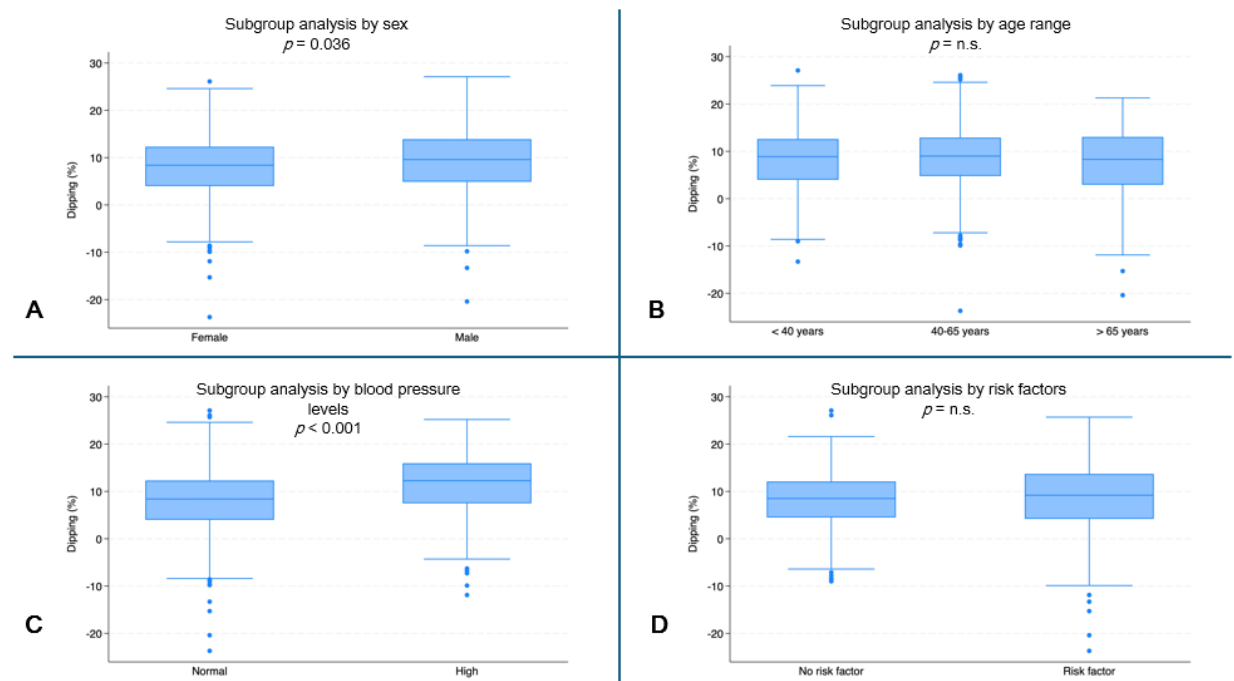 Subgroup analysis by sex
p = 0.036
30
20
10
0
-10
-20
Dipping (%)
Female
Male
A
Subgroup analysis by age range
p = n.s.
30
20
10
0
-10
-20
Dipping (%)
< 40 years
40-65 years
> 65 years
B
Subgroup analysis by blood pressure
levels
p < 0.001
30
20
10
0
-10
-20
Dipping (%)
Normal
High
C
Subgroup analysis by risk factors
p = n.s.
30
20
10
0
-10
-20
Dipping (%)
No risk factor
Risk factor
D